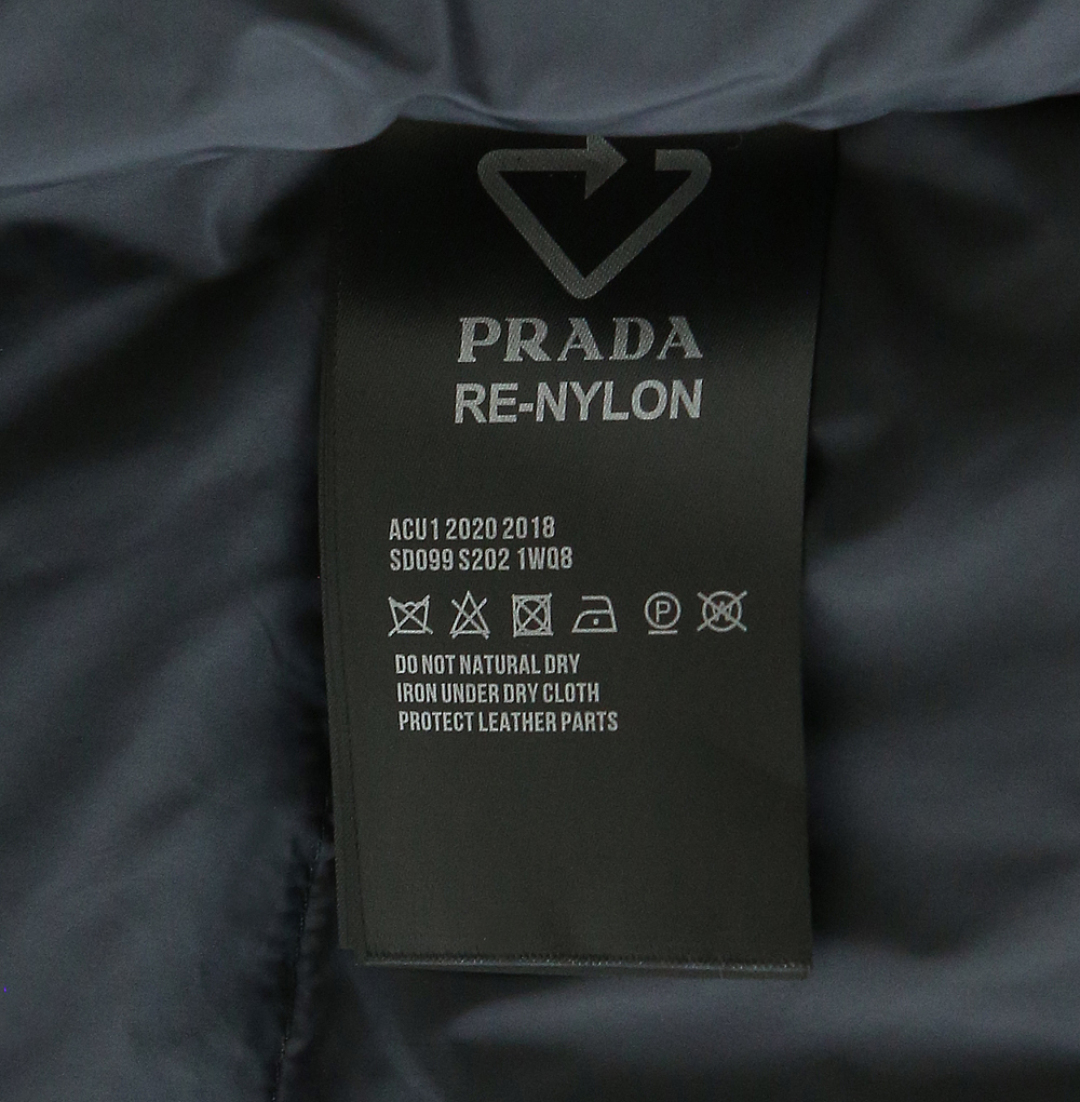 PRADA
RE-NYLON
ACU1 2020 2018
SD099 S202 1WQ8
P W
DO NOT NATURAL DRY
IRON UNDER DRY CLOTH
PROTECT LEATHER PARTS